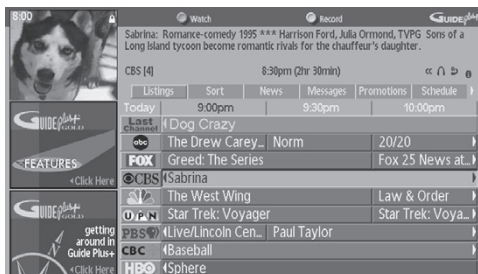 8:00
Watch
Record
GUIDE plus+
Sabrina: Romance-comedy 1995 *** Harrison Ford, Julia
Ormond, TVPG Sons of a
Long Island tycoon become romantic rivals for the chauffeur's daughter.
CBS [4]
8:30pm (2hr 30min)
Listings
Sort
News
Messages
Promotions
Schedule
Today
9:00pm
9:30pm
10:00pm
Last Channel
Dog Crazy
abc
The Drew Carey...
Norm
20/20
FOX
Greed: The Series
Fox 25 News at...
CBS
Sabrina
The West Wing
Law & Order
UPN
Star Trek: Voyager
Star Trek: Voya...
PBS
Live/Lincoln Cen...
Paul Taylor
CBC
Baseball
HBO
Sphere
GUIDE plus+
GOLD
FEATURES
Click Here
GUIDE plus+
GOLD
getting
around in
Guide Plus+
Click Here
N